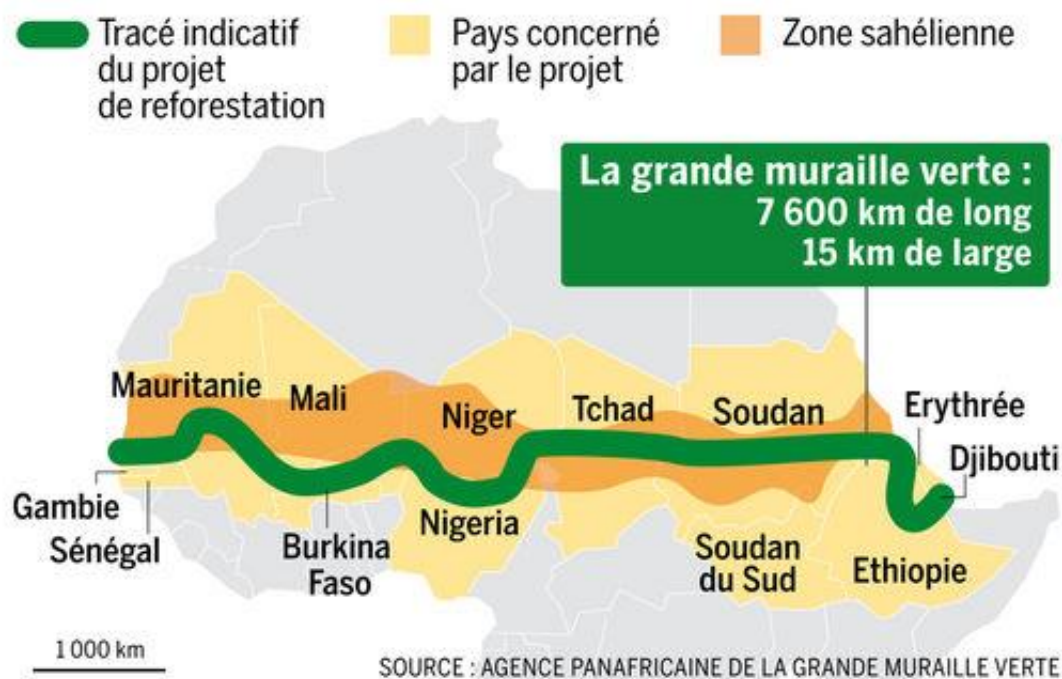 Tracé indicatif
du projet
de reforestation
Pays concerné
par le projet
Zone sahélienne
La grande muraille verte :
7 600 km de long
15 km de large
Mauritanie
Mali
Niger
Tchad
Soudan
Erythrée
Djibouti
Gambie
Sénégal
Burkina
Faso
Nigeria
Soudan
du Sud
Ethiopie
1 000 km
SOURCE : AGENCE PANAFRICAINE DE LA GRANDE MURAILLE VERTE